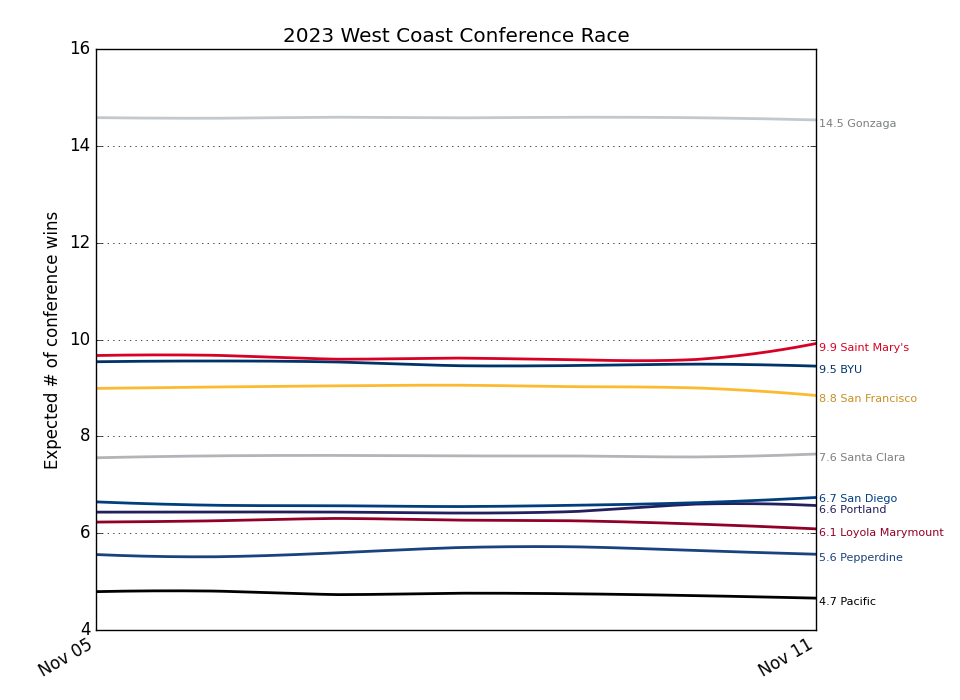 2023 West Coast Conference Race
Expected # of conference wins
16
14
12
10
8
6
4
Nov 05
Nov 11
14.5 Gonzaga
9.9 Saint Mary's
9.5 BYU
8.8 San Francisco
7.6 Santa Clara
6.7 San Diego
6.6 Portland
6.1 Loyola Marymount
5.6 Pepperdine
4.7 Pacific